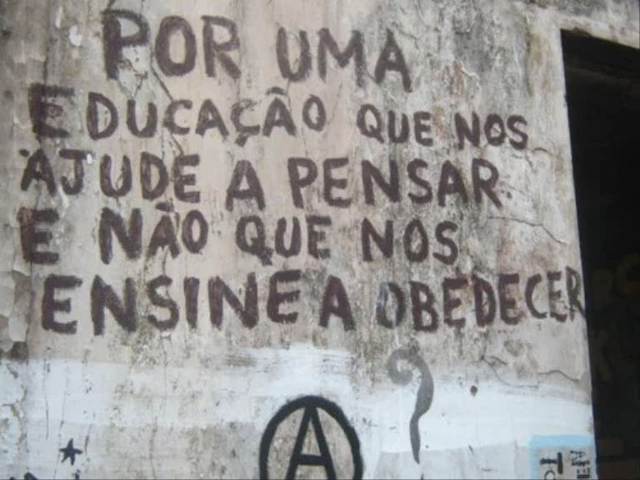 POR UMA
EDUCAÇÃO QUE NOS
AJUDE A PENSAR
E NÃO QUE NOS
ENSINE A OBEDECER
?
A